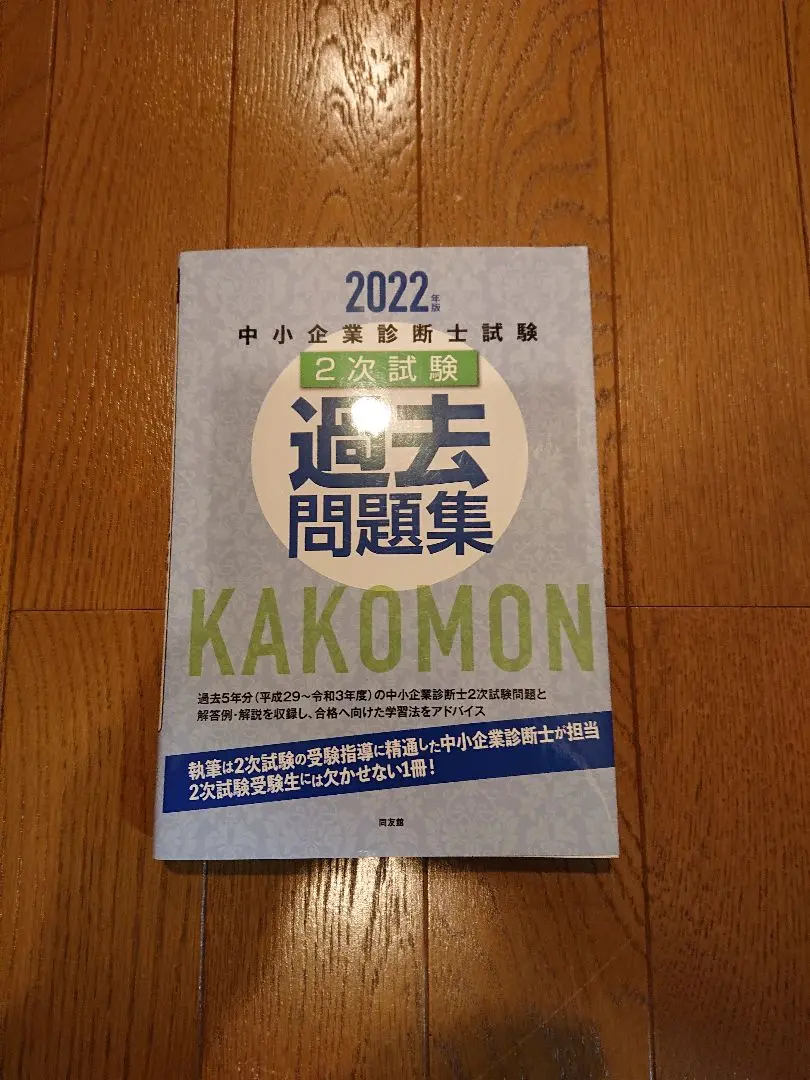 2022年版
中小企業診断士試験
2次試験
過去
問題集
KAKOMON
過去5年分(平成29～令和3年度)の中小企業診断士2次試験問題と
解答例・解説を収録し、合格へ向けた学習法をアドバイス
執筆は2次試験の受験指導に精通した中小企業診断士が担当
2次試験受験生には欠かせない1冊!
同友館